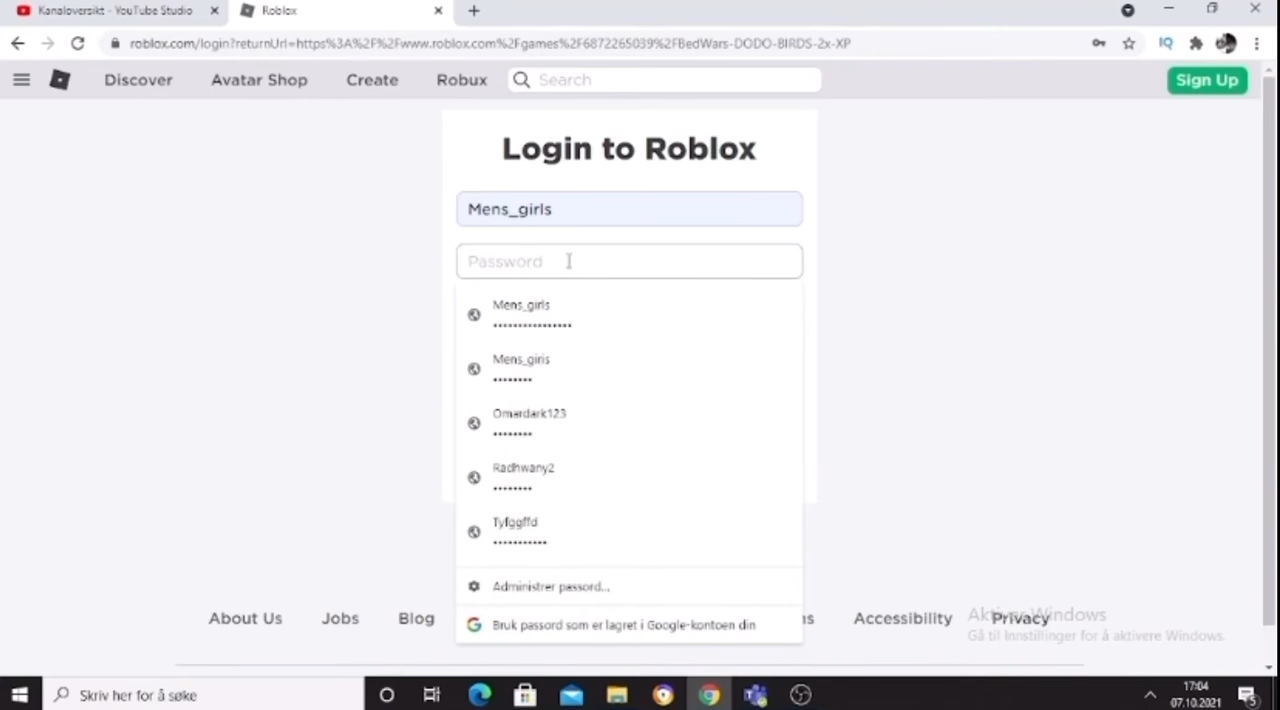 Kanaloversikt - YouTube Studio
Roblox
roblox.com/login?returnUrl=https%3A%2F%2Fwww.roblox.com%2Fgames%2F6872265039%2FBedWars-DODO-BIRDS-2x-XP
IQ
Discover Avatar Shop Create Robux Search Sign Up
Login to Roblox
Mens_girls
Password
Mens_girls
••••••••••••••••
Mens_girls
••••••••
Omardark123
••••••••
Radhwany2
••••••••
Tyfggffd
•••••••••••
Administrer passord...
Bruk passord som er lagret i Google-kontoen din
About Us Jobs Blog Accessibility Privacy
Aktiver Windows
Gå til Innstillinger for å aktivere Windows.
Skriv her for å søke
17:04
07.10.2021
5